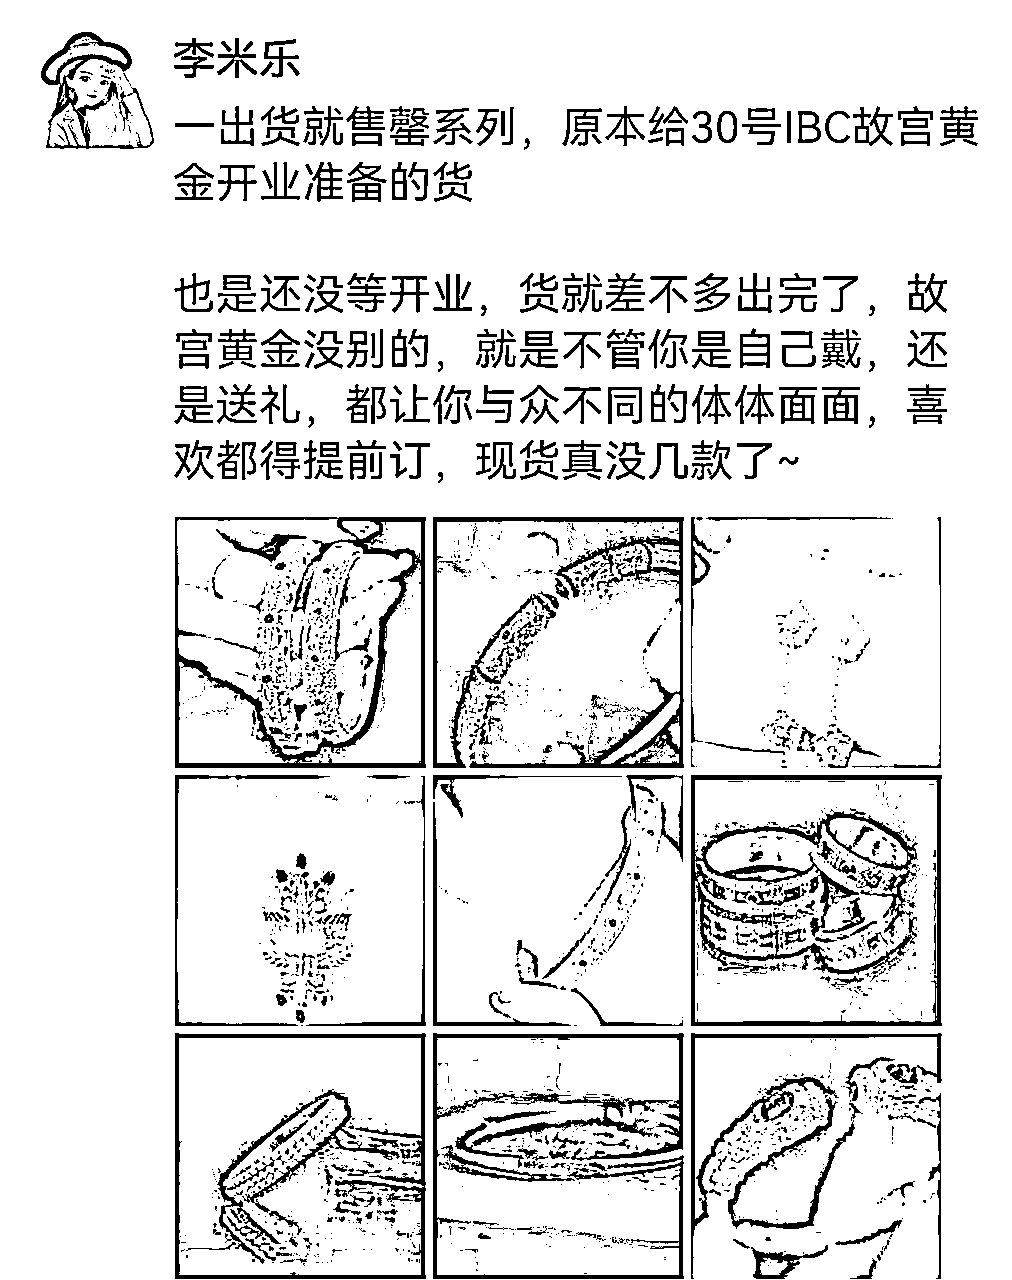 李米乐
一出货就售罄系列，原本给30号IBC故宫黄
金开业准备的货
也是还没等开业，货就差不多出完了，故
宫黄金没别的，就是不管你是自己戴，还
是送礼，都让你与众不同的体体面面，喜
欢都得提前订，现货真没几款了~